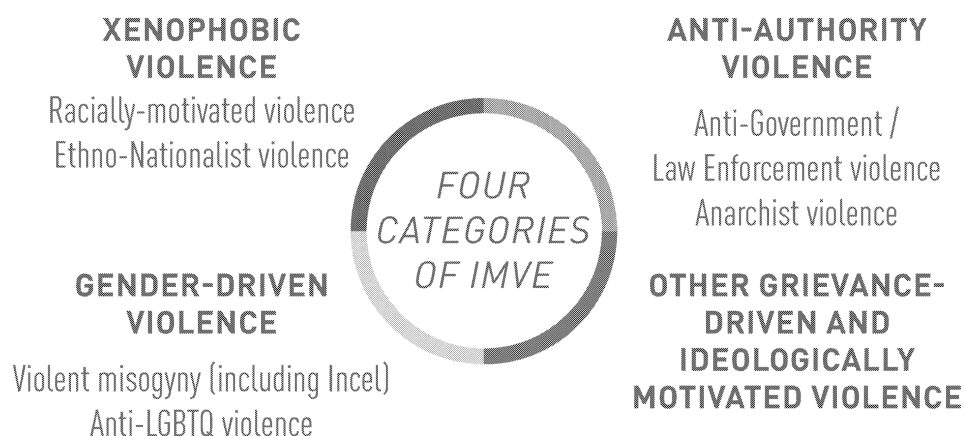 XENOPHOBIC
VIOLENCE
Racially-motivated violence
Ethno-Nationalist violence
ANTI-AUTHORITY
VIOLENCE
Anti-Government /
Law Enforcement violence
Anarchist violence
FOUR
CATEGORIES
OF IMVE
GENDER-DRIVEN
VIOLENCE
Violent misogyny (including Incel)
Anti-LGBTQ violence
OTHER GRIEVANCE-
DRIVEN AND
IDEOLOGICALLY
MOTIVATED VIOLENCE